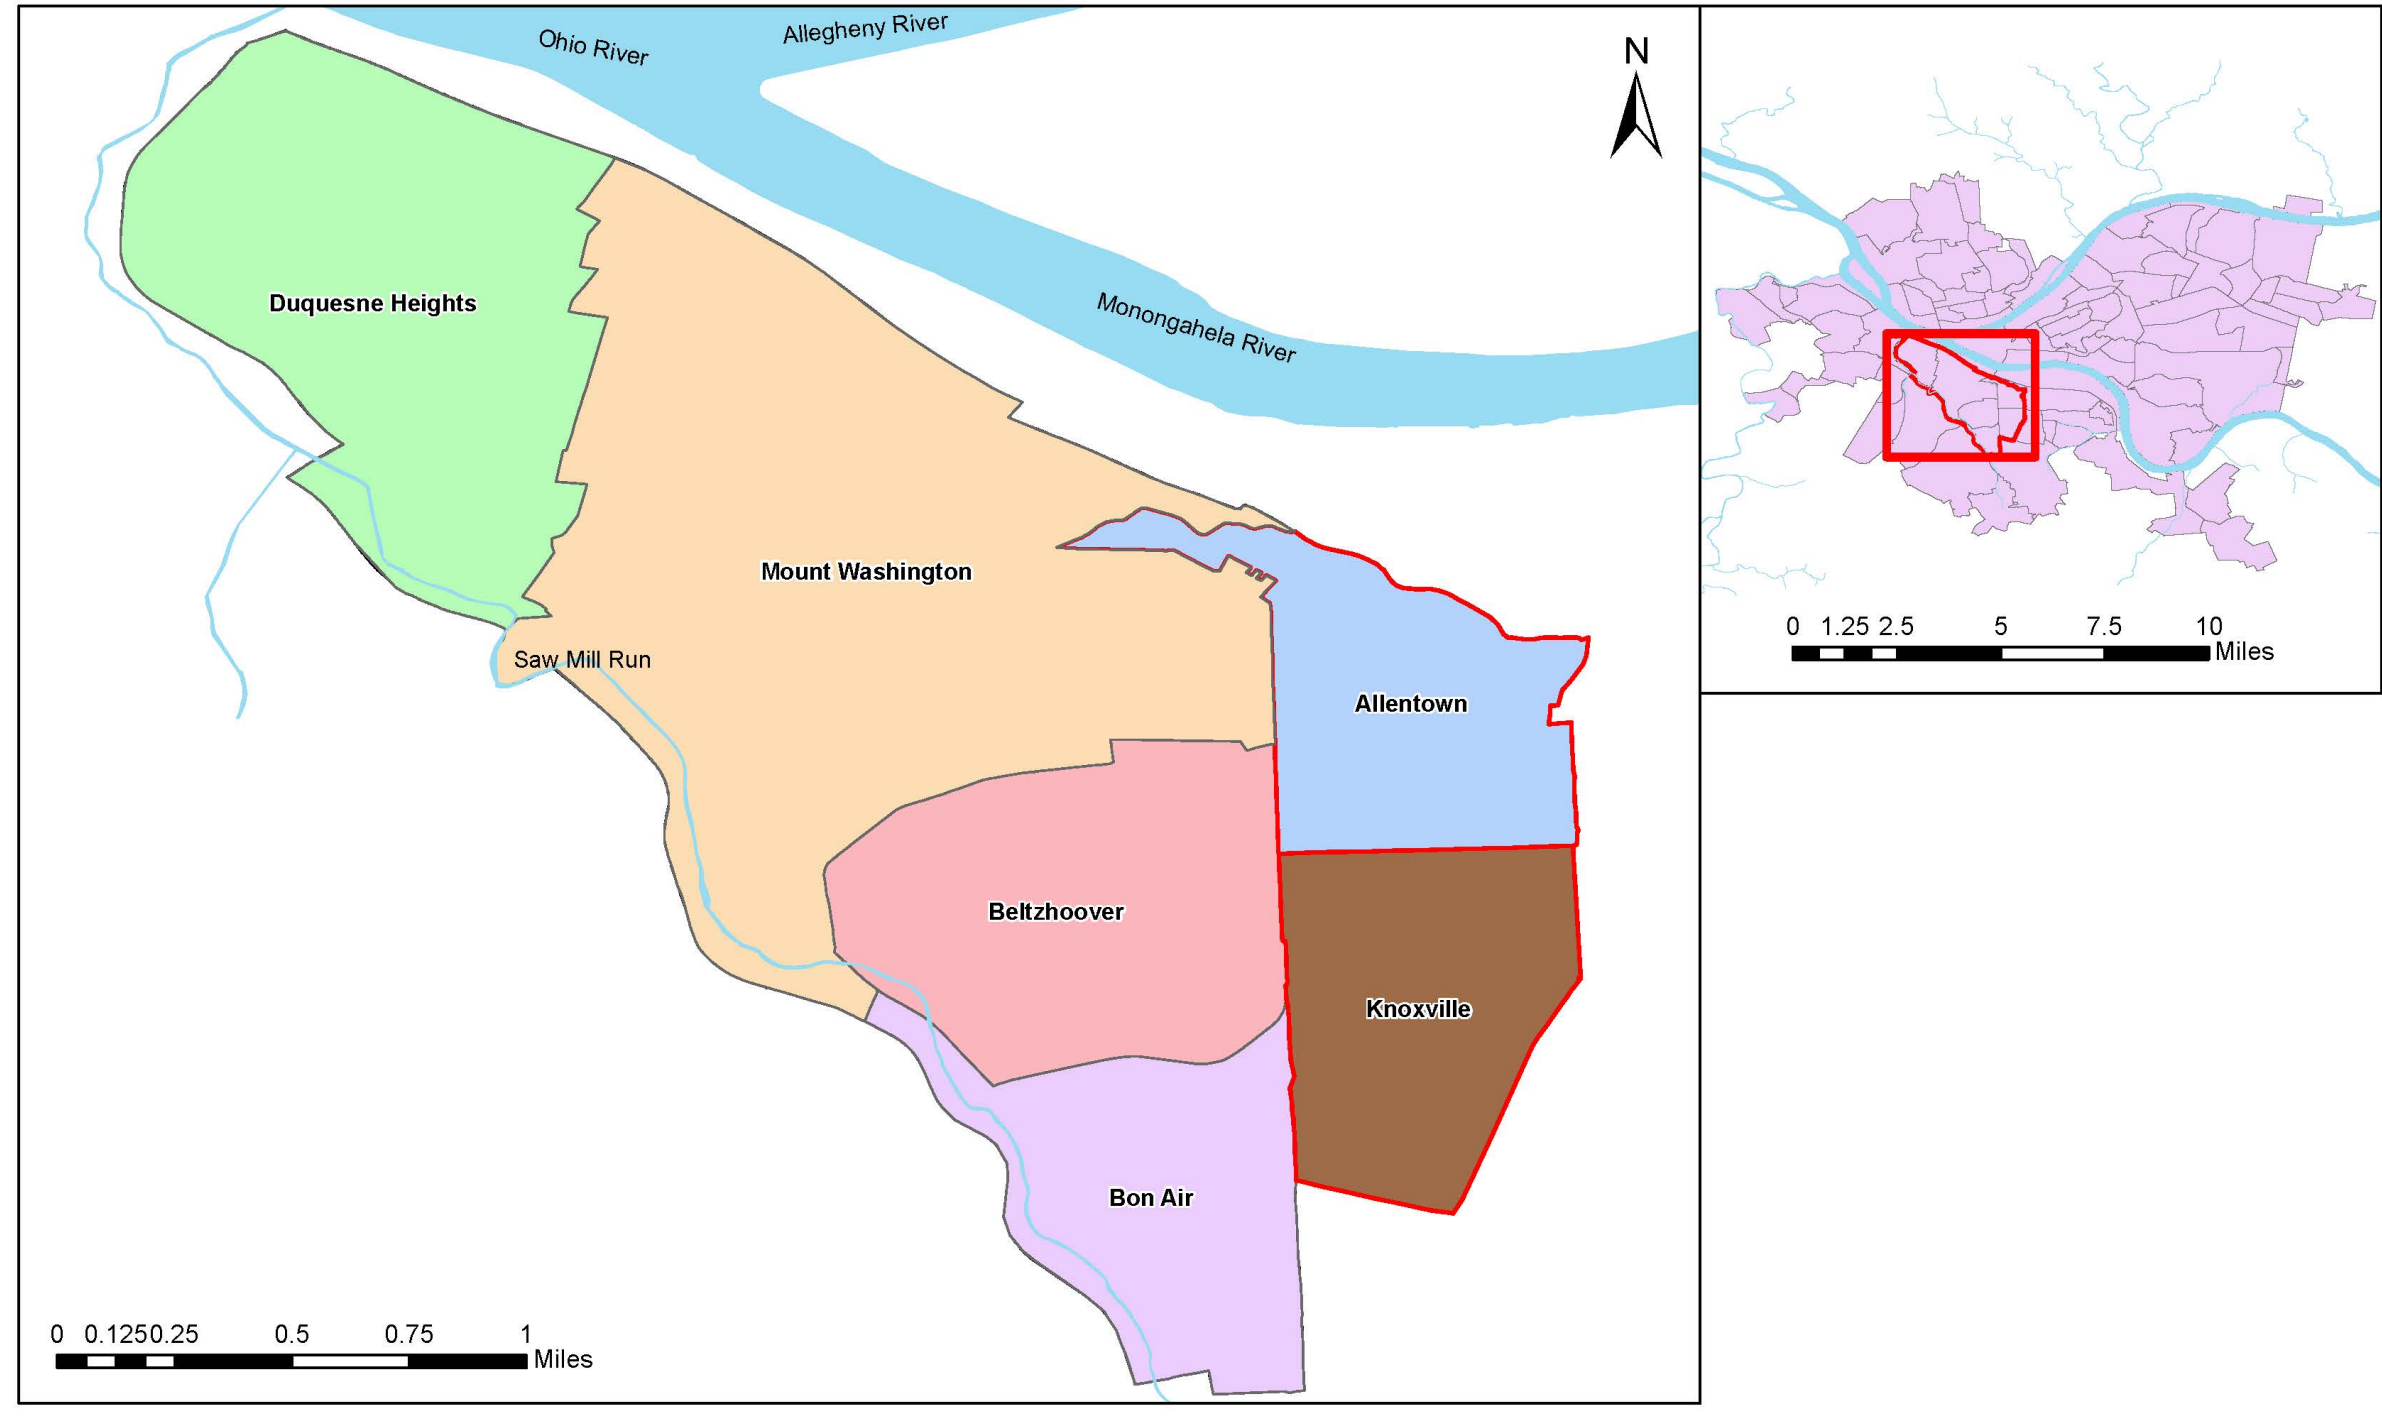 Ohio River
Allegheny River
N
Monongahela River
Duquesne Heights
Mount Washington
Saw Mill Run
Allentown
Beltzhoover
Knoxville
Bon Air
0 0.125 0.25 0.5 0.75 1
Miles
0 1.25 2.5 5 7.5 10
Miles